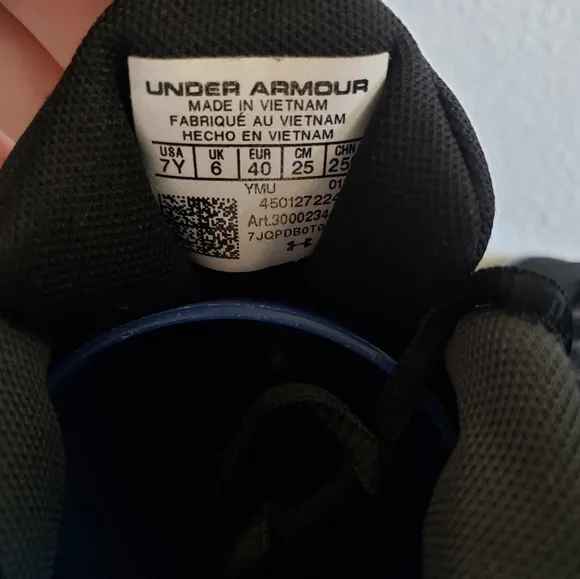 UNDER ARMOUR
MADE IN VIETNAM
FABRIQUÉ AU VIETNAM
HECHO EN VIETNAM
USA UK EUR CM CHN
7Y 6 40 25
YMU